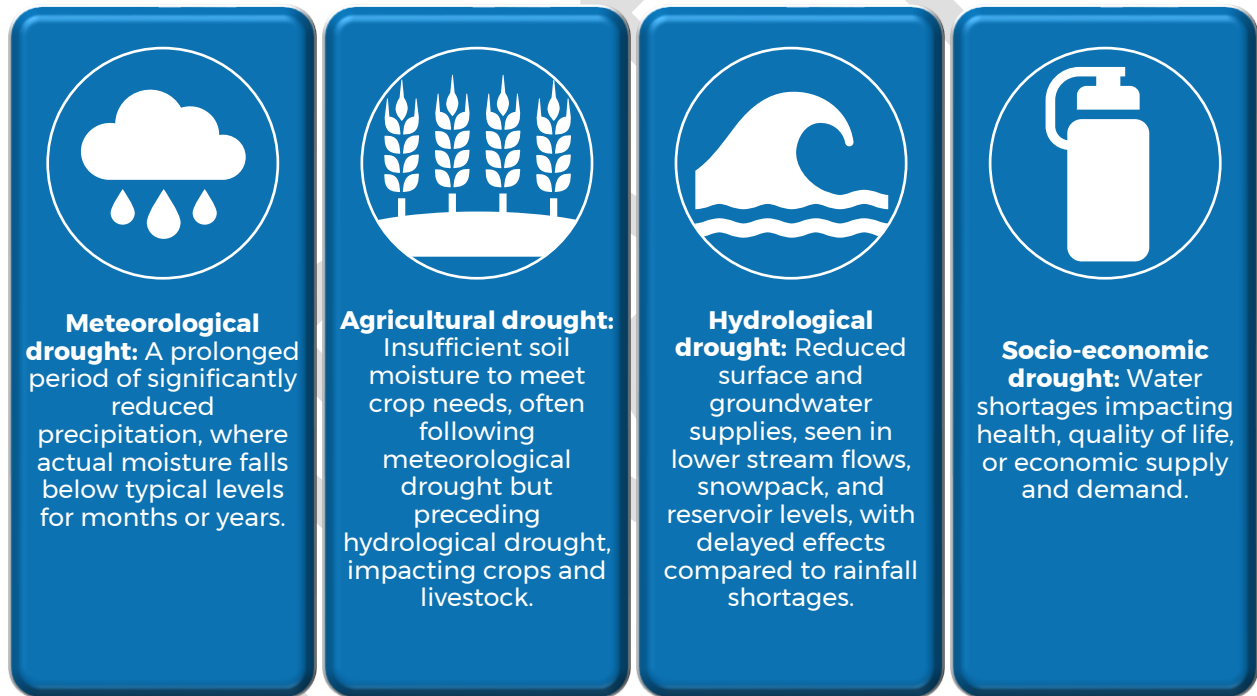 Meteorological
drought: A prolonged
period of significantly
reduced
precipitation, where
actual moisture falls
below typical levels
for months or years.
Agricultural drought:
Insufficient soil
moisture to meet
crop needs, often
following
meteorological
drought but
preceding
hydrological drought,
impacting crops and
livestock.
Hydrological
drought: Reduced
surface and
groundwater
supplies, seen in
lower stream flows,
snowpack, and
reservoir levels, with
delayed effects
compared to rainfall
shortages.
Socio-economic
drought: Water
shortages impacting
health, quality of life,
or economic supply
and demand.